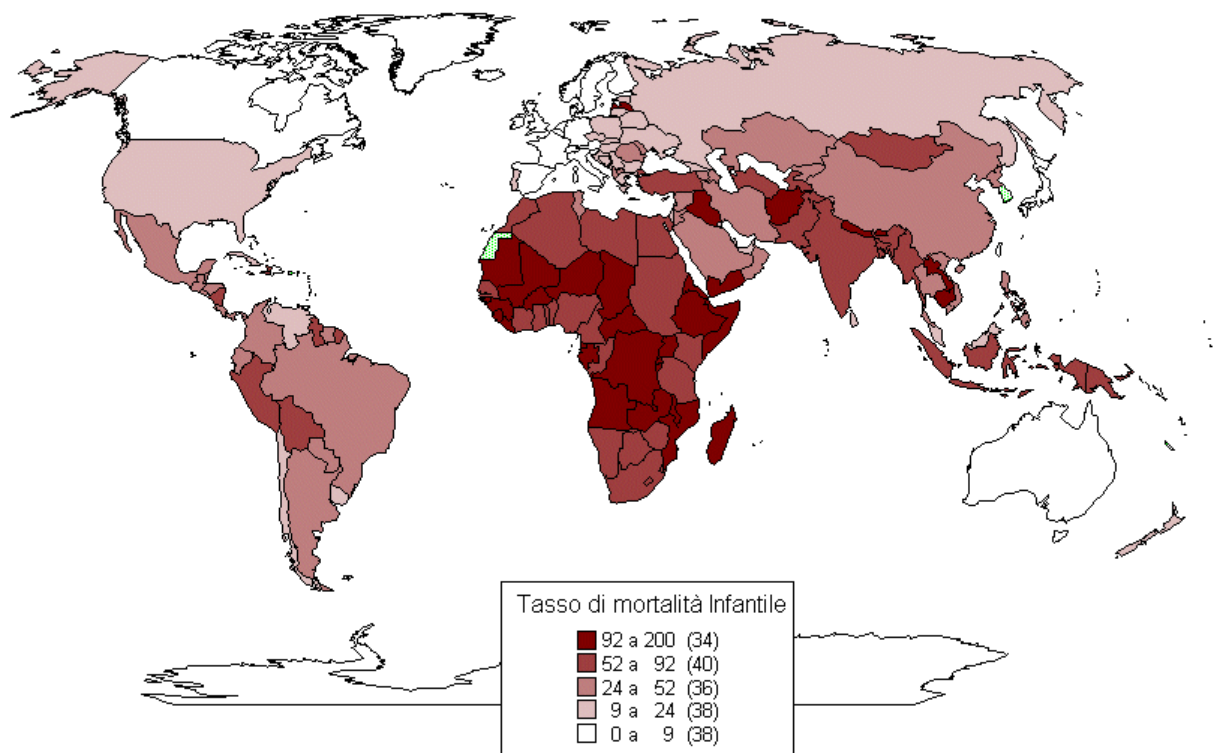 Tasso di mortalità Infantile
92 a 200 (34)
52 a 92 (40)
24 a 52 (36)
9 a 24 (38)
0 a 9 (38)